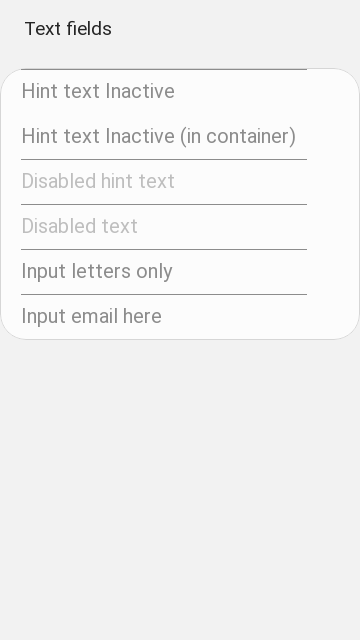 Text fields
Hint text Inactive
Hint text Inactive (in container)
Disabled hint text
Disabled text
Input letters only
Input email here